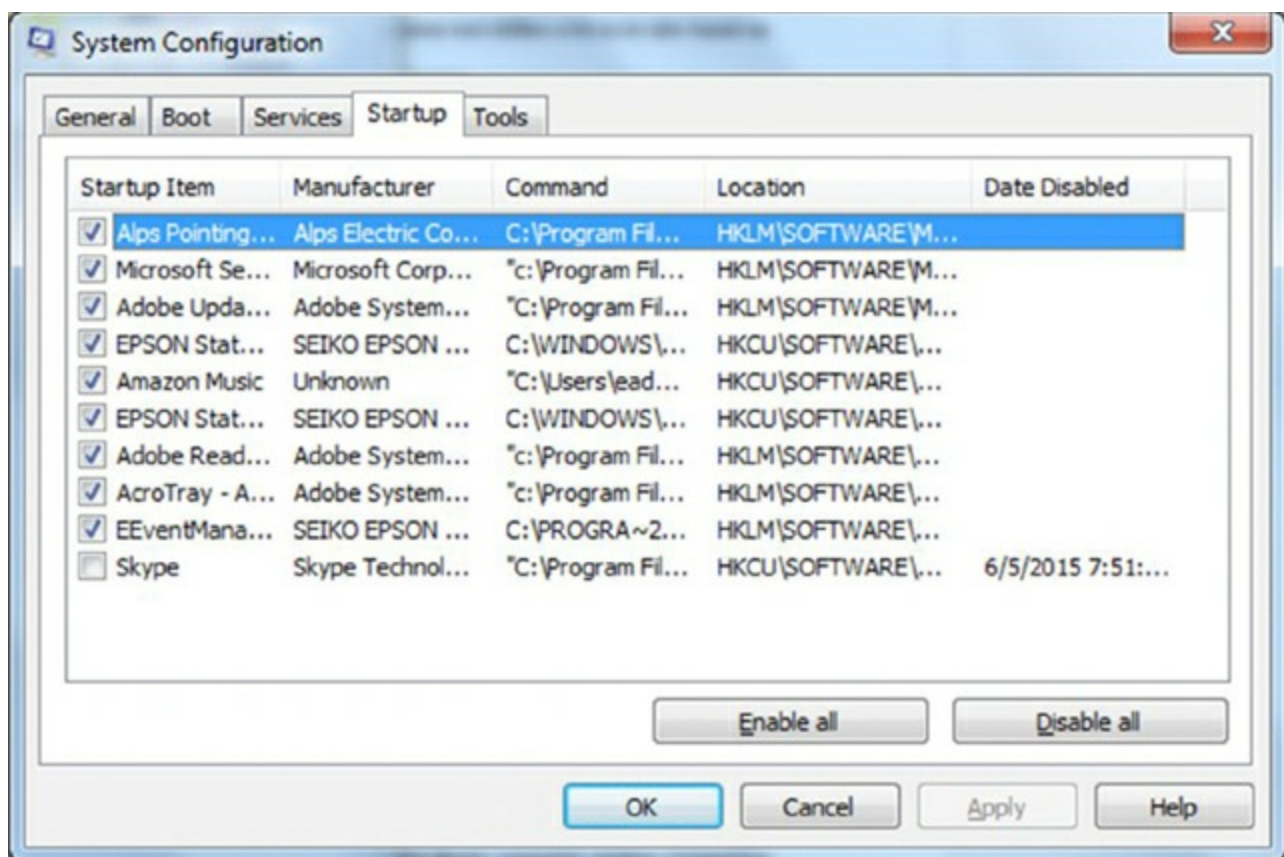 System Configuration
General Boot Services Startup Tools
Startup Item Manufacturer Command Location Date Disabled
Alps Pointing... Alps Electric Co... C:\Program Fil... HKLM\SOFTWARE\M...
Microsoft Se... Microsoft Corp... "c:\Program Fil... HKLM\SOFTWARE\M...
Adobe Upda... Adobe System... "C:\Program Fil... HKLM\SOFTWARE\M...
EPSON Stat... SEIKO EPSON ... C:\WINDOWS\... HKCU\SOFTWARE\...
Amazon Music Unknown "C:\Users\ead... HKCU\SOFTWARE\...
EPSON Stat... SEIKO EPSON ... C:\WINDOWS\... HKCU\SOFTWARE\...
Adobe Read... Adobe System... "c:\Program Fil... HKLM\SOFTWARE\...
AcroTray - A... Adobe System... "c:\Program Fil... HKLM\SOFTWARE\...
EEventMana... SEIKO EPSON ... C:\PROGRA~2... HKLM\SOFTWARE\...
Skype Skype Technol... "C:\Program Fil... HKCU\SOFTWARE\... 6/5/2015 7:51:...
Enable all Disable all
OK Cancel Apply Help